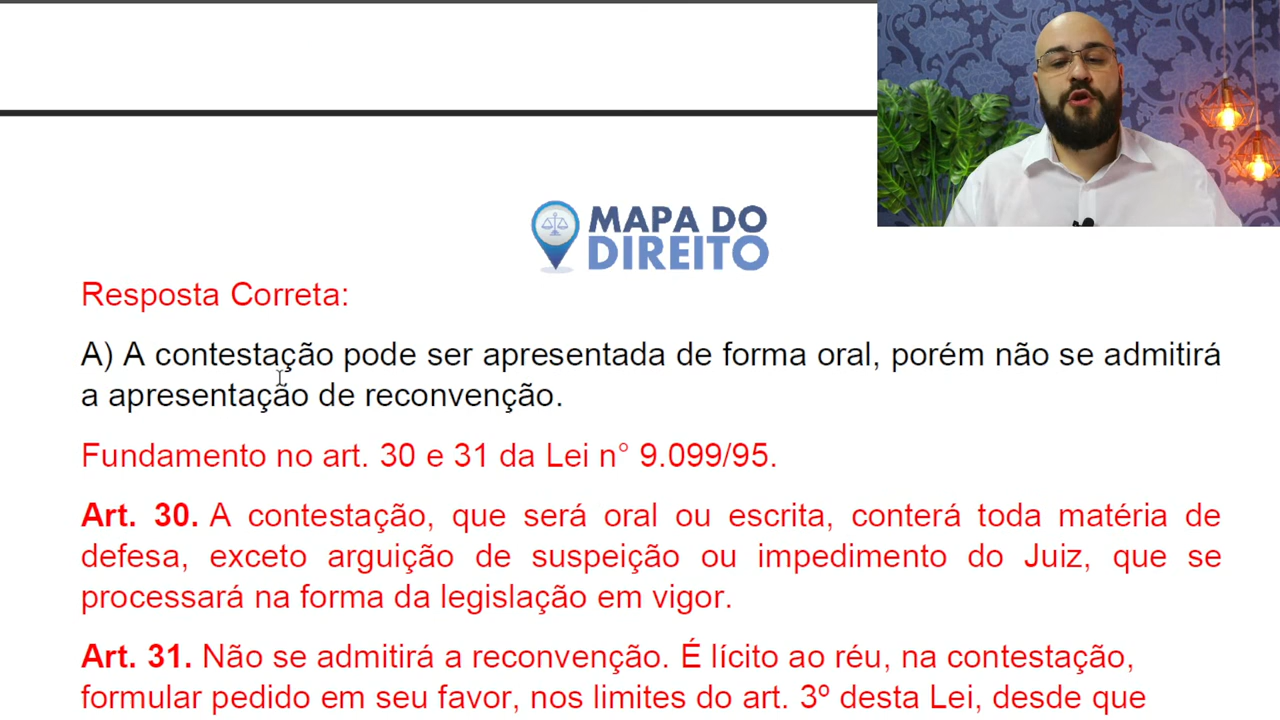 MAPA DO
DIREITO
Resposta Correta:
A) A contestação pode ser apresentada de forma oral, porém não se admitirá
a apresentação de reconvenção.
Fundamento no art. 30 e 31 da Lei n° 9.099/95.
Art. 30. A contestação, que será oral ou escrita, conterá toda matéria de
defesa, exceto arguição de suspeição ou impedimento do Juiz, que se
processará na forma da legislação em vigor.
Art. 31. Não se admitirá a reconvenção. É lícito ao réu, na contestação,
formular pedido em seu favor, nos limites do art. 3º desta Lei, desde que